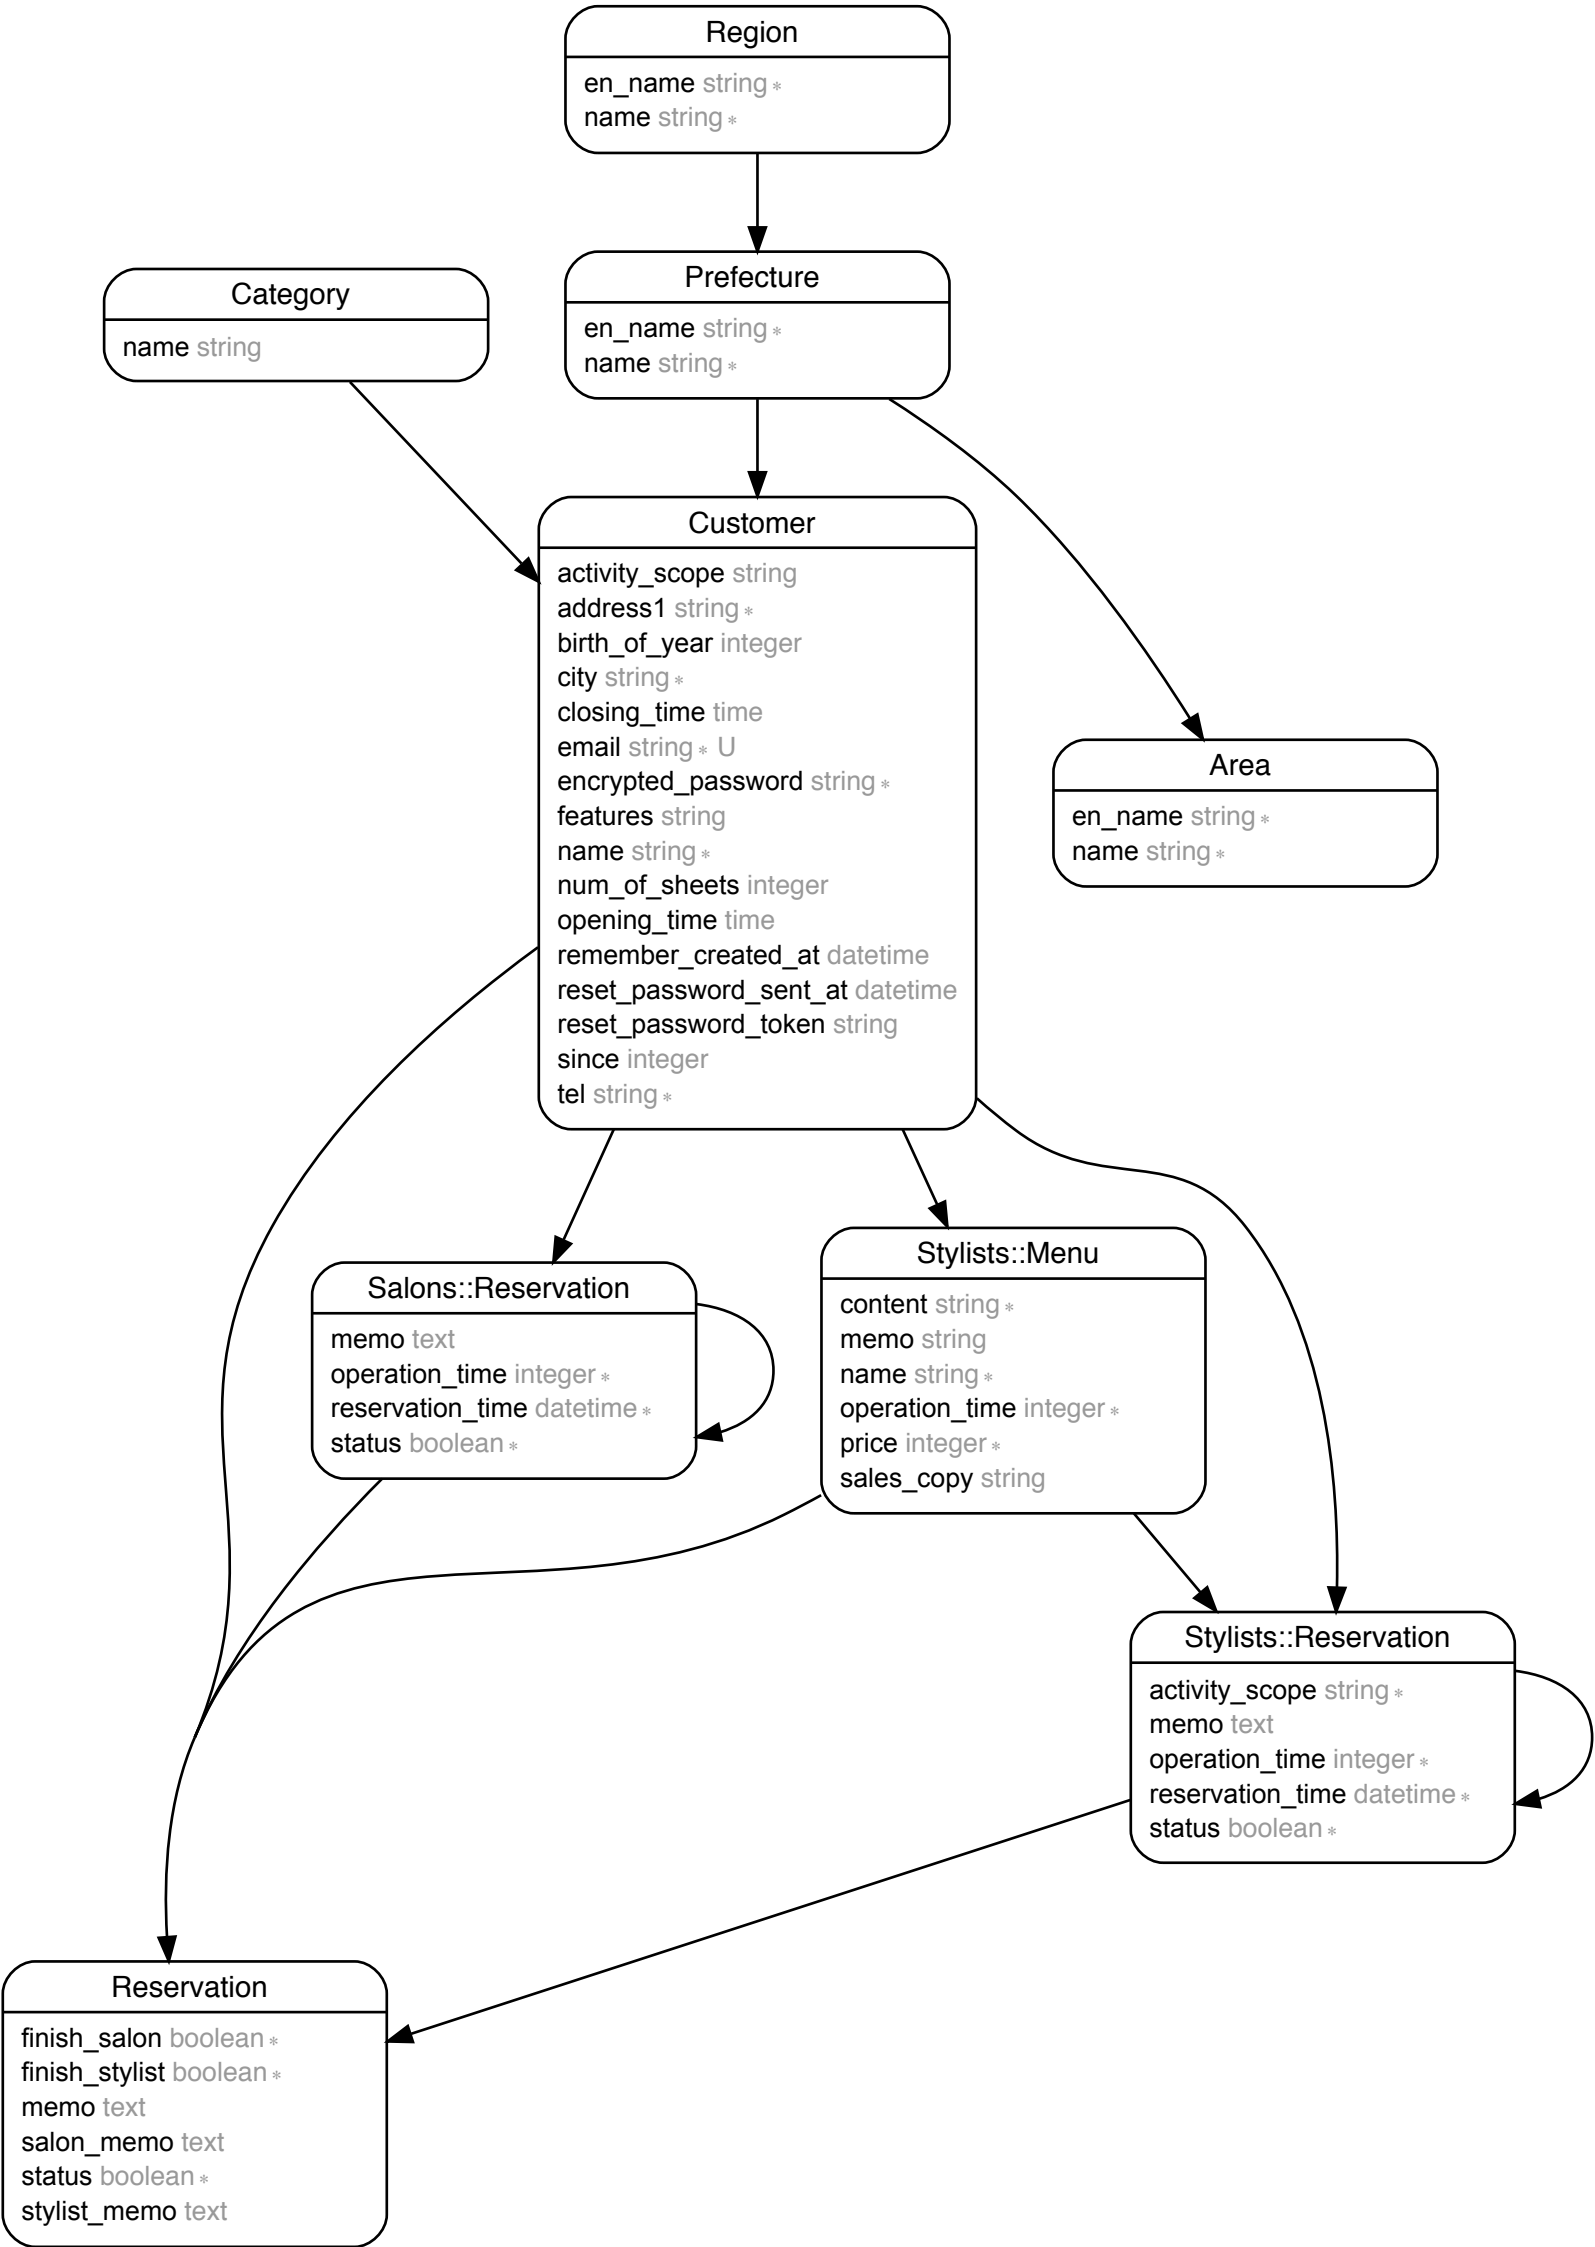 Region
en_name string *
name string *
Category
name string
Prefecture
en_name string *
name string *
Customer
activity_scope string
address1 string *
birth_of_year integer
city string *
closing_time time
email string * U
encrypted_password string *
features string
name string *
num_of_sheets integer
opening_time time
remember_created_at datetime
reset_password_sent_at datetime
reset_password_token string
since integer
tel string *
Area
en_name string *
name string *
Salons::Reservation
memo text
operation_time integer *
reservation_time datetime *
status boolean *
Stylists::Menu
content string *
memo string
name string *
operation_time integer *
price integer *
sales_copy string
Stylists::Reservation
activity_scope string *
memo text
operation_time integer *
reservation_time datetime *
status boolean *
Reservation
finish_salon boolean *
finish_stylist boolean *
memo text
salon_memo text
status boolean *
stylist_memo text